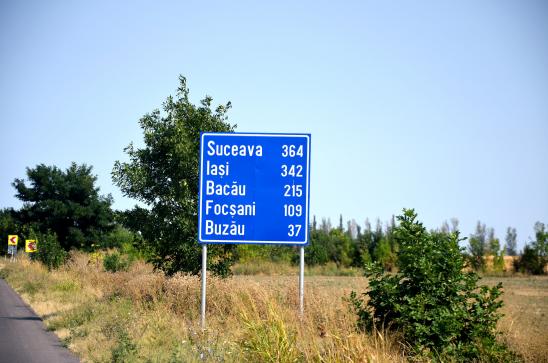 Suceava 364
Iași 342
Bacău 215
Focșani 109
Buzău 37